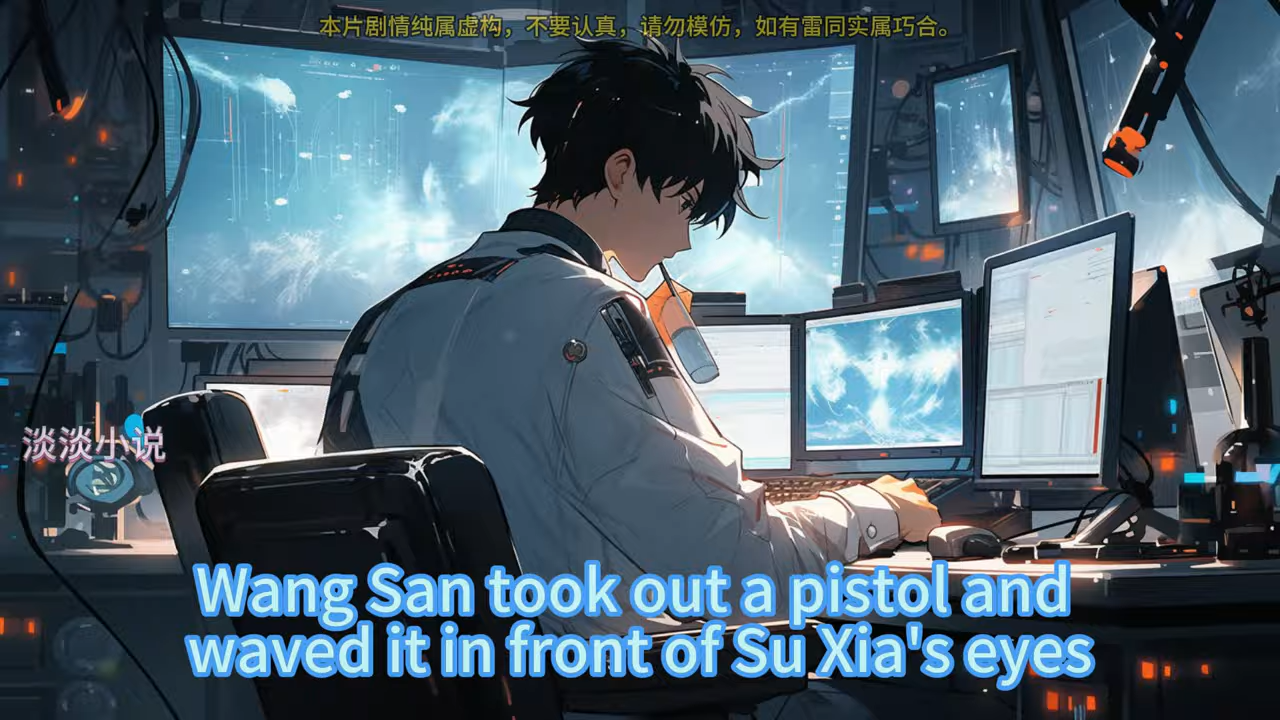 本片剧情纯属虚构，不要认真，请勿模仿，如有雷同实属巧合。
淡淡小说
Wang San took out a pistol and
waved it in front of Su Xia's eyes